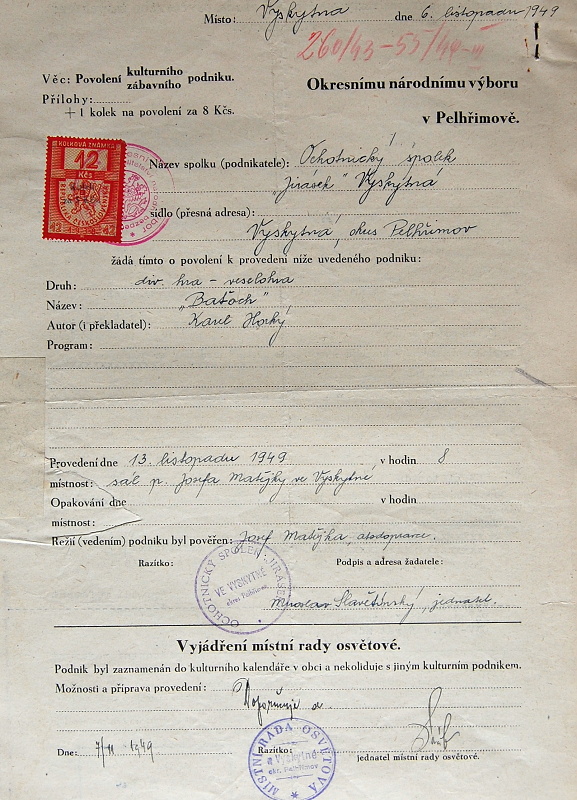 Místo: Vyskytná dne 6. listopadu 1949
260/43-55/49-III
Věc: Povolení kulturního zábavního podniku.
Okresnímu národnímu výboru
Přílohy:
+ 1 kolek na povolení za 8 Kčs.
v Pelhřimově.
KOLKOVÁ ZNÁMKA
12
Kčs
Název spolku (podnikatele): Ochotnický spolek
„Jirásek" Vyskytná
sídlo (přesná adresa):
Vyskytná, okres Pelhřimov
žádá tímto o povolení k provedení níže uvedeného podniku:
Druh: div. hra - veselohra
Název: „Baťoch"
Autor (i překladatel): Karel Horký
Program:
Provedení dne 13. listopadu 1949 v hodin 8
místnost: sál p. Josefa Matějky ve Vyskytné
Opakování dne v hodin
místnost:
Režií (vedením) podniku byl pověřen: Josef Matějka,
Razítko:
Podpis a adresa žadatele:
OCHOTNICKÝ SPOLEK JIRÁSEK
VE VYSKYTNÉ
okres Pelhřimov
Miroslav Slavětínský, jednatel.
Vyjádření místní rady osvětové.
Podnik byl zaznamenán do kulturního kalendáře v obci a nekoliduje s jiným kulturním podnikem.
Možnosti a příprava provedení:
Doporučuje se.
Dne: 7/11 1949
Razítko:
jednatel místní rady osvětové.
MÍSTNÍ RADA OSVĚTOVÁ
Vyskytné
okr. Pelhřimov